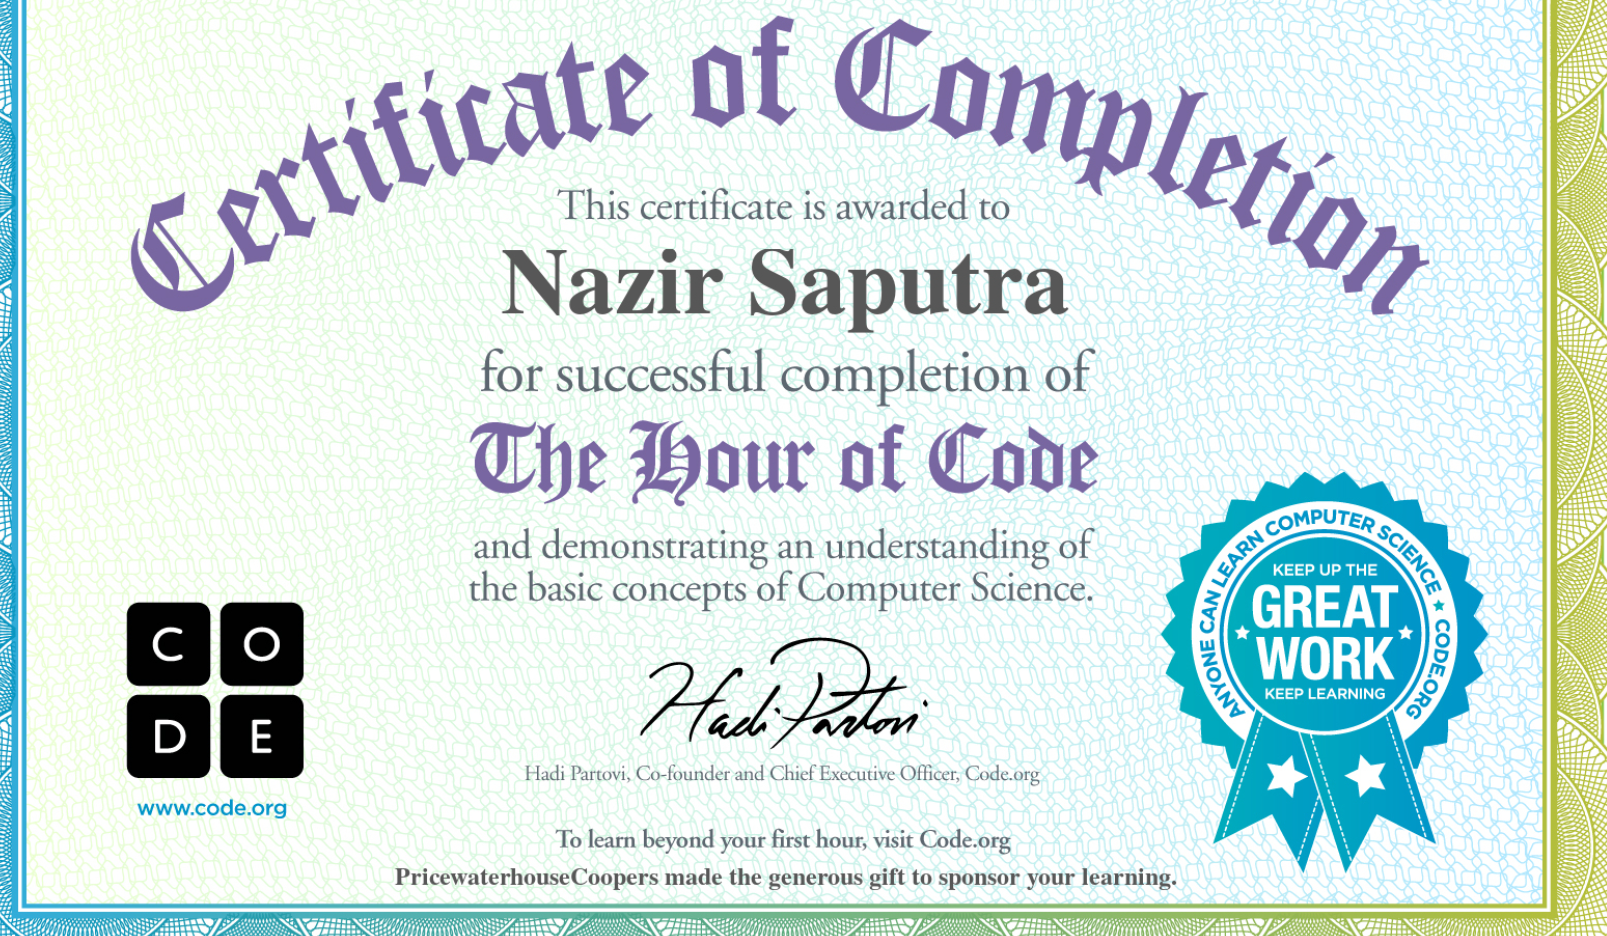 Certificate of Completion
This certificate is awarded to
Nazir Saputra
for successful completion of
The Hour of Code
and demonstrating an understanding of
the basic concepts of Computer Science.
C O
D E
www.code.org
Hadi Partovi
Hadi Partovi, Co-founder and Chief Executive Officer, Code.org
To learn beyond your first hour, visit Code.org
PricewaterhouseCoopers made the generous gift to sponsor your learning.
ANYONE CAN LEARN COMPUTER SCIENCE ★ CODE.ORG
KEEP UP THE
GREAT
WORK
KEEP LEARNING